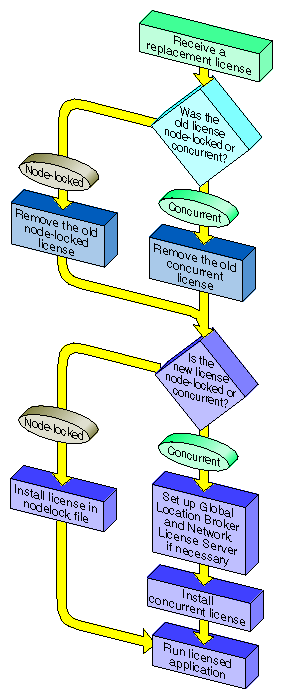 Receive a
replacement license
Was the
old license
node-locked or
concurrent?
Node-locked
Concurrent
Remove the old
node-locked
license
Remove the old
concurrent
license
Is the
new license
node-locked or
concurrent?
Node-locked
Concurrent
Install license in
nodelock file
Set up Global
Location Broker
and Network
License Server
if necessary
Install
concurrent license
Run licensed
application